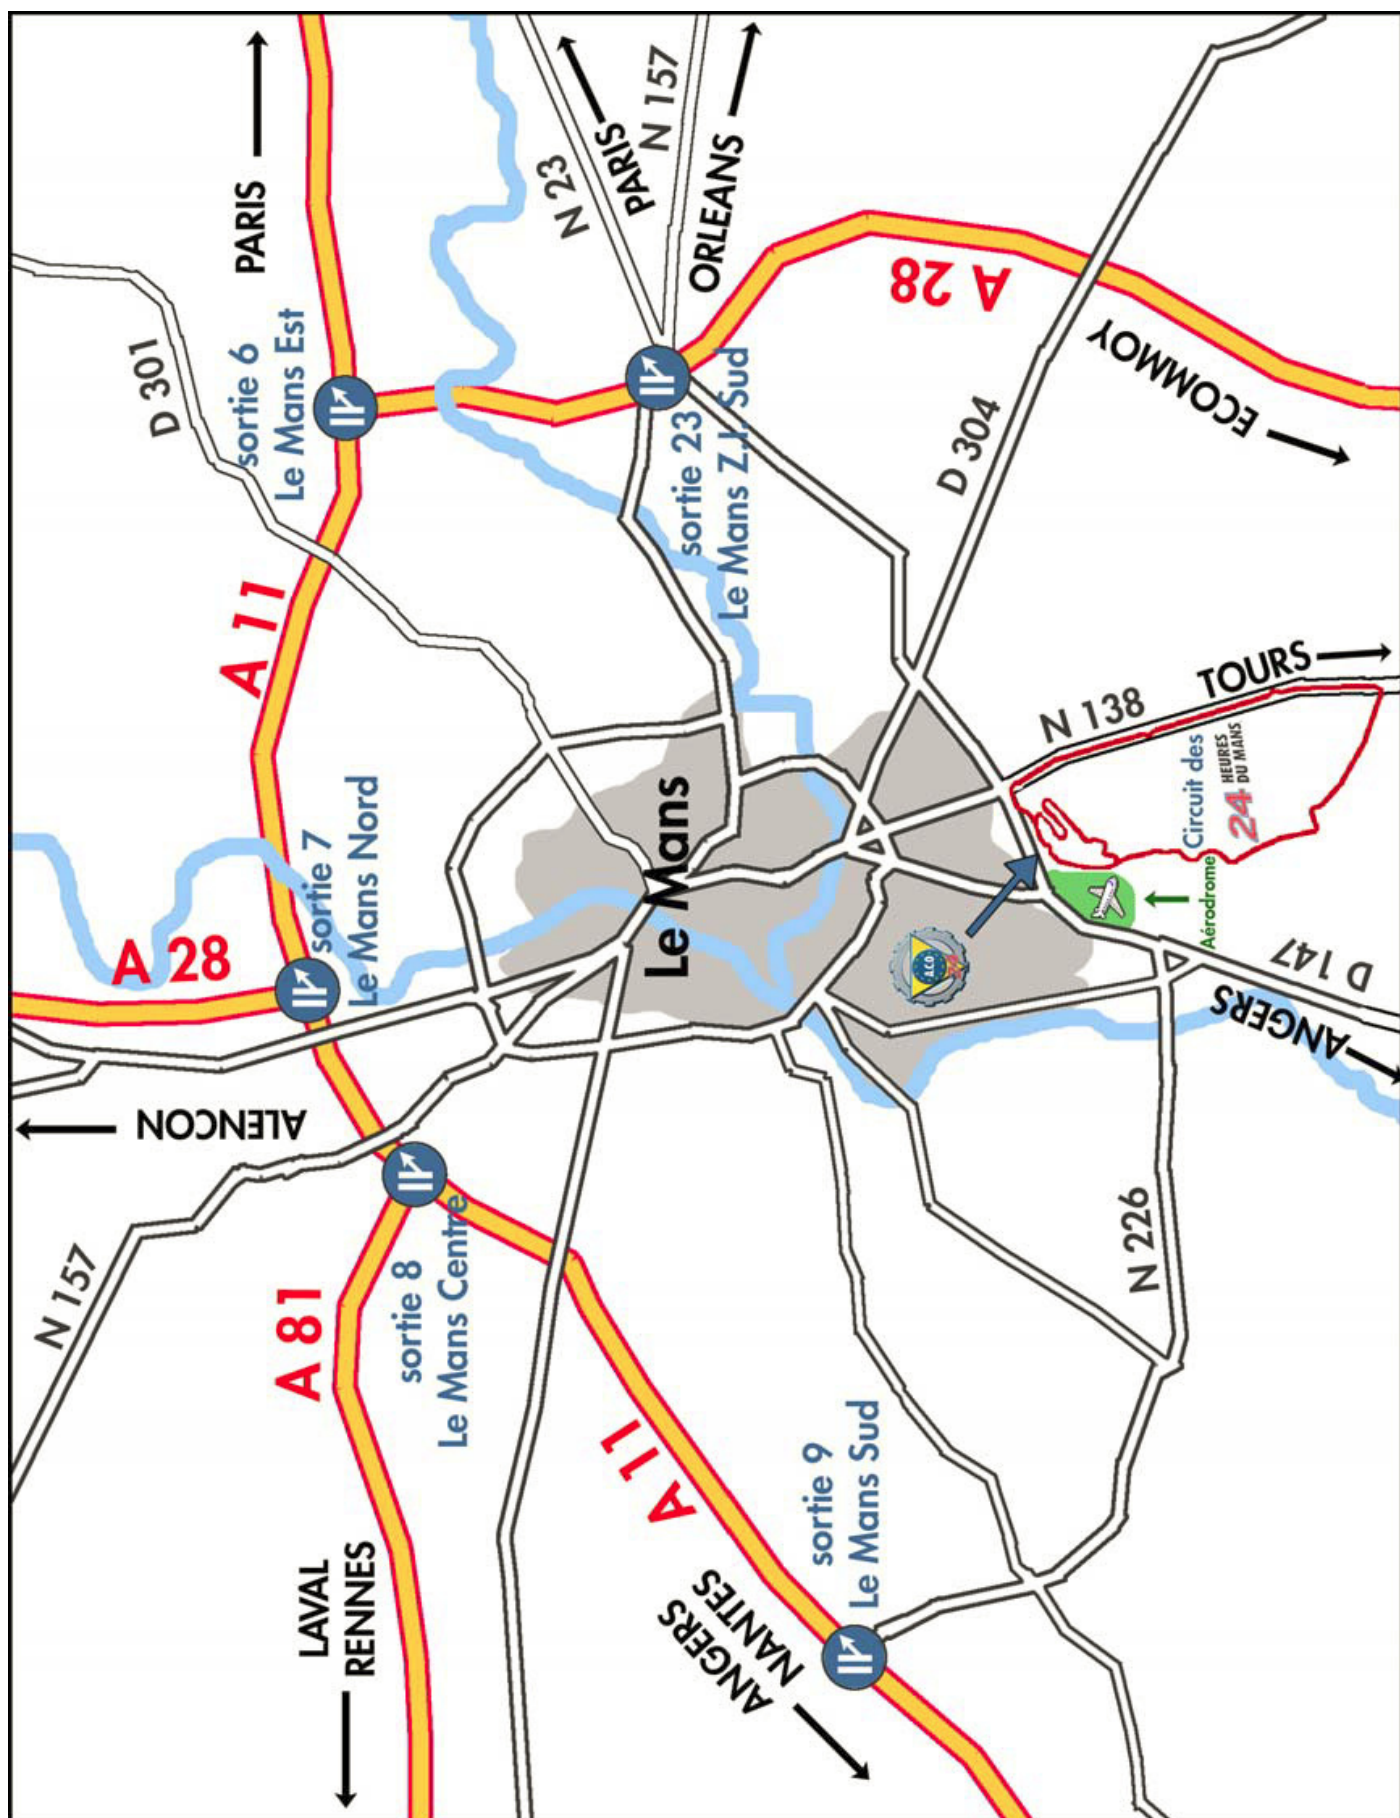 PARIS
D 301
sortie 6
Le Mans Est
A 11
N 23
PARIS
N 157
ORLEANS
A 28
ECOMMOY
D 304
sortie 23
Le Mans Z.I. Sud
TOURS
N 138
Circuit des
24 HEURES
DU MANS
Aérodrome
D 147
ANGERS
Le Mans
ACO
24
sortie 7
Le Mans Nord
A 28
ALENCON
N 157
A 81
sortie 8
Le Mans Centre
LAVAL
RENNES
A 11
ANGERS
NANTES
sortie 9
Le Mans Sud
N 226